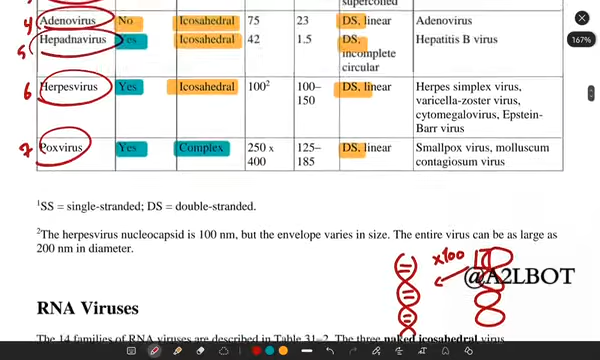 supercoiled
4 Adenovirus No Icosahedral 75 23 DS, linear Adenovirus
5 Hepadnavirus Yes Icosahedral 42 1.5 DS, incomplete circular Hepatitis B virus
167%
6 Herpesvirus Yes Icosahedral 100² 100–150 DS, linear Herpes simplex virus, varicella-zoster virus, cytomegalovirus, Epstein-Barr virus
7 Poxvirus Yes Complex 250 x 400 125–185 DS, linear Smallpox virus, molluscum contagiosum virus
¹SS = single-stranded; DS = double-stranded.
²The herpesvirus nucleocapsid is 100 nm, but the envelope varies in size. The entire virus can be as large as
200 nm in diameter.
x100
@A2LBOT
RNA Viruses
The 14 families of RNA viruses are described in Table 31–2. The three naked icosahedral virus